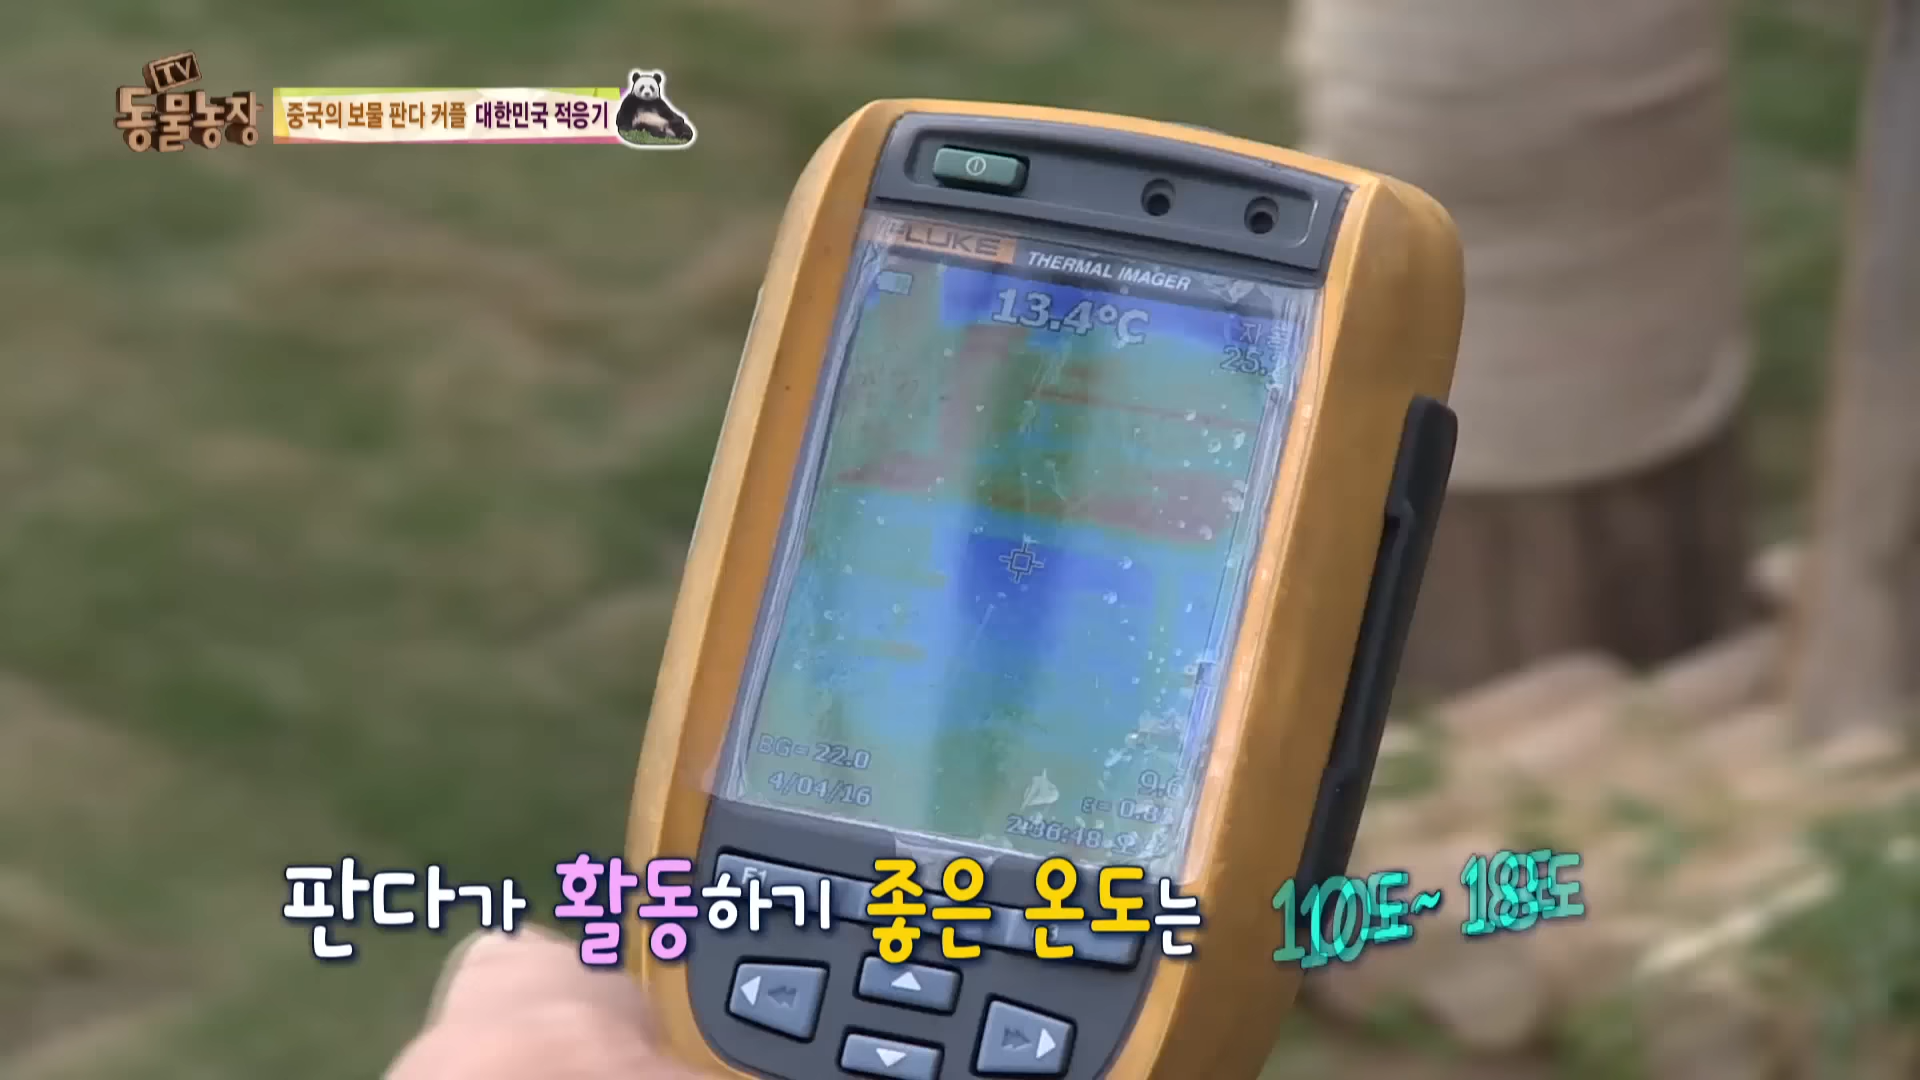 TV
동물농장
중국의 보물 판다 커플 대한민국 적응기
FLUKE
THERMAL IMAGER
13.4°C
BG=22.0
4/04/16
2:36:48
F1
판다가 활동하기 좋은 온도는 10도~ 18도